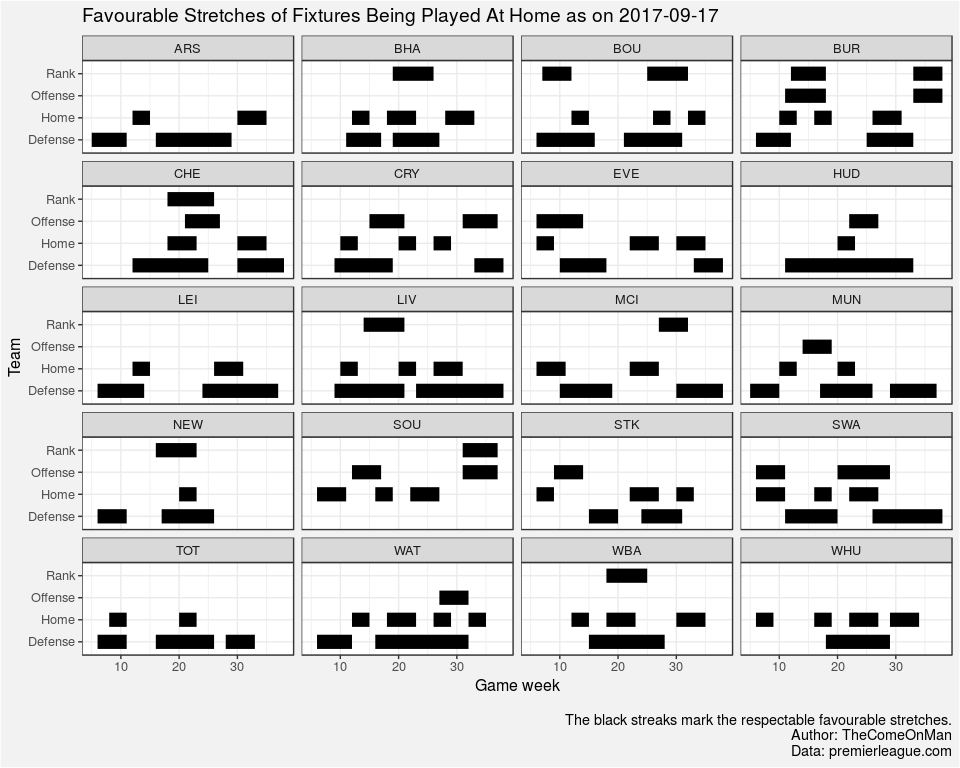 Favourable Stretches of Fixtures Being Played At Home as on 2017-09-17
ARS BHA BOU BUR
Rank
Offense
Home
Defense
CHE CRY EVE HUD
Rank
Offense
Home
Defense
LEI LIV MCI MUN
Rank
Offense
Home
Defense
NEW SOU STK SWA
Rank
Offense
Home
Defense
TOT WAT WBA WHU
Rank
Offense
Home
Defense
10 20 30 10 20 30 10 20 30 10 20 30
Team
Game week
The black streaks mark the respectable favourable stretches.
Author: TheComeOnMan
Data: premierleague.com